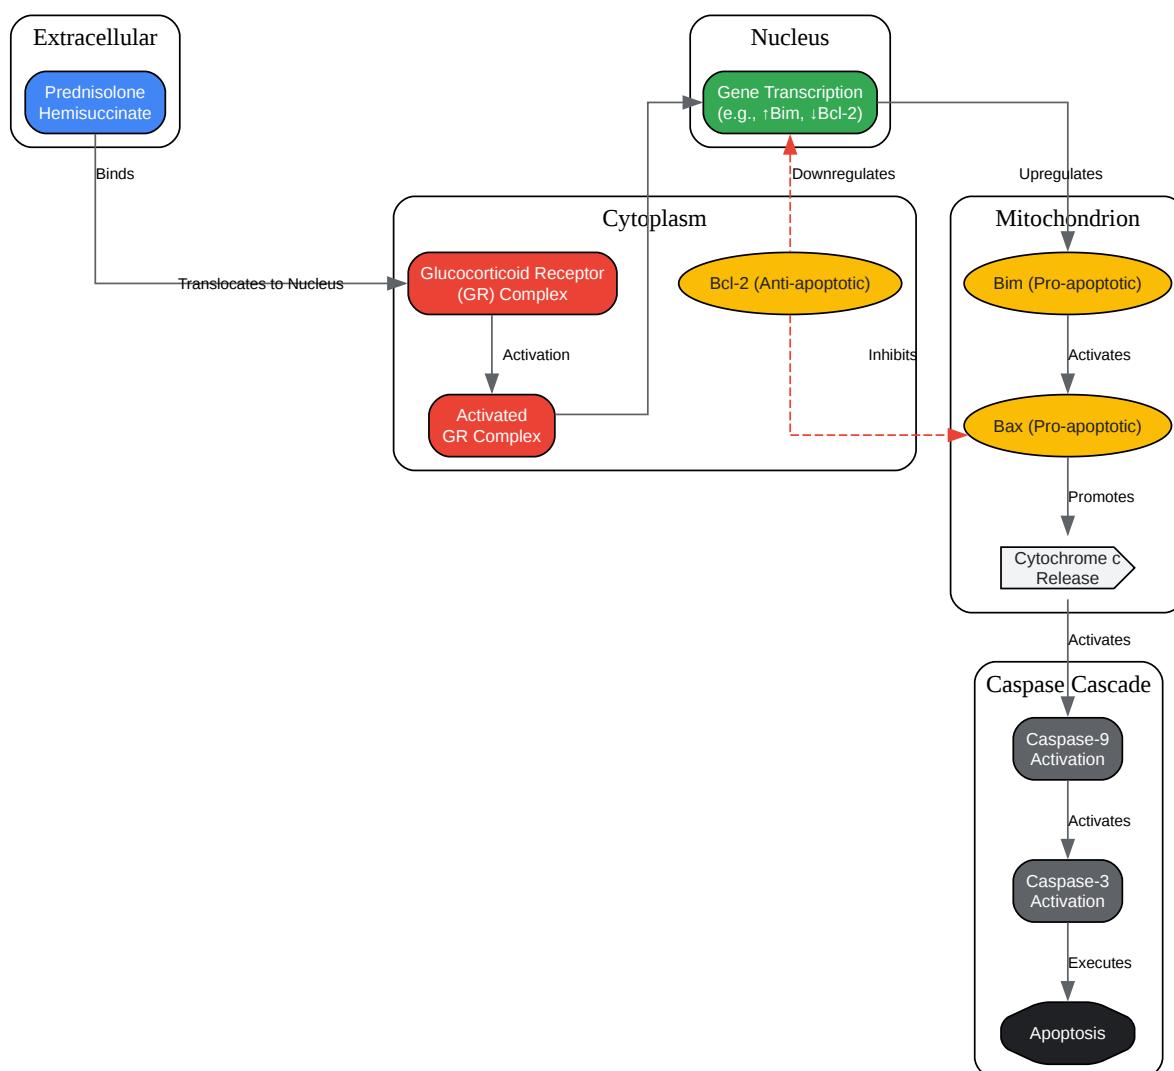 Extracellular
Prednisolone
Hemisuccinate
Binds
Nucleus
Gene Transcription
(e.g., ↑Bim, ↓Bcl-2)
Downregulates
Upregulates
Cytoplasm
Translocates to Nucleus
Glucocorticoid Receptor
(GR) Complex
Activation
Activated
GR Complex
Bcl-2 (Anti-apoptotic)
Inhibits
Mitochondrion
Bim (Pro-apoptotic)
Activates
Bax (Pro-apoptotic)
Promotes
Cytochrome c
Release
Activates
Caspase Cascade
Caspase-9
Activation
Activates
Caspase-3
Activation
Executes
Apoptosis